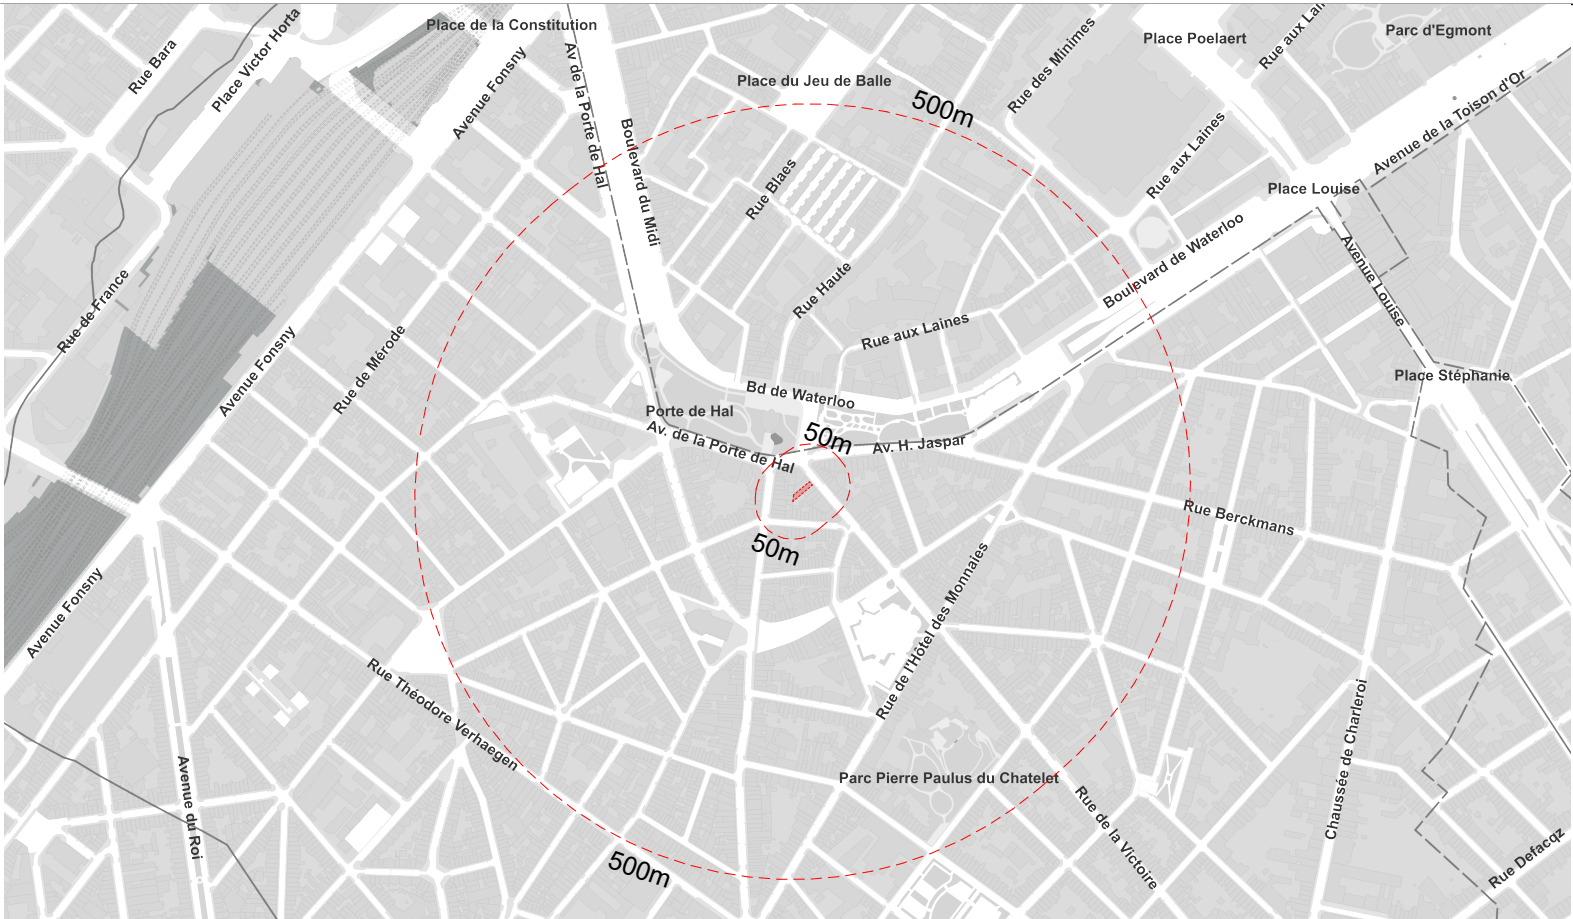 Place de la Constitution
Place Victor Horta
Rue Bara
Avenue Fonsny
Av de la Porte de Hal
Boulevard du Midi
Place du Jeu de Balle
500m
Rue des Minimes
Place Poelaert
Rue aux
Parc d'Egmont
Avenue de la Toison d'Or
Rue aux Laines
Place Louise
Rue Blaes
Boulevard de Waterloo
Avenue Louise
Rue de France
Rue Haute
Rue aux Laines
Avenue Fonsny
Rue de Mérode
Place Stéphanie
Bd de Waterloo
Porte de Hal
Av. de la Porte de Hal
50m
Av. H. Jaspar
Rue Berckmans
50m
Avenue Fonsny
Rue de l'Hôtel des Monnaies
Rue Théodore Verhaegen
Chaussée de Charleroi
Parc Pierre Paulus du Chatelet
Avenue du Roi
Rue de la Victoire
500m
Rue Defacqz